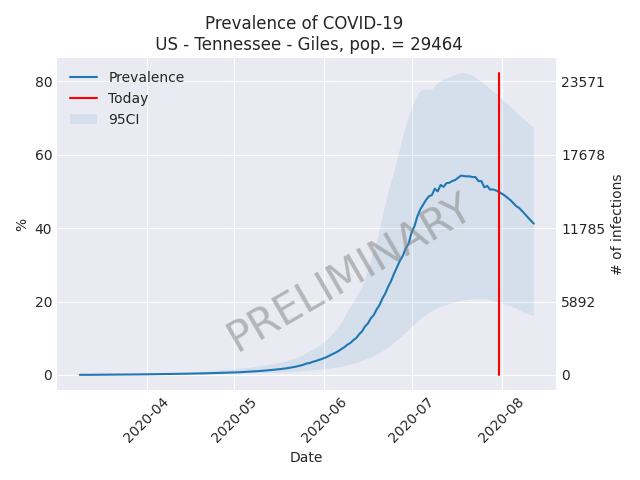 Prevalence of COVID-19
US - Tennessee - Giles, pop. = 29464
Prevalence
Today
95CI
80
60
40
20
0
%
23571
17678
11785
5892
0
# of infections
PRELIMINARY
2020-04
2020-05
2020-06
2020-07
2020-08
Date